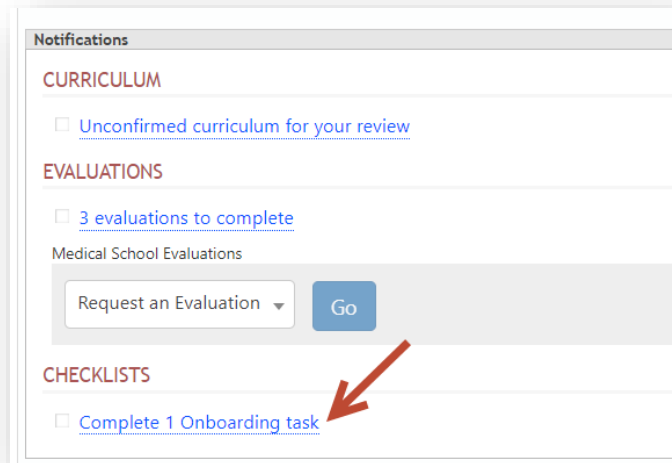 Notifications
CURRICULUM
Unconfirmed curriculum for your review
EVALUATIONS
3 evaluations to complete
Medical School Evaluations
Request an Evaluation
Go
CHECKLISTS
Complete 1 Onboarding task